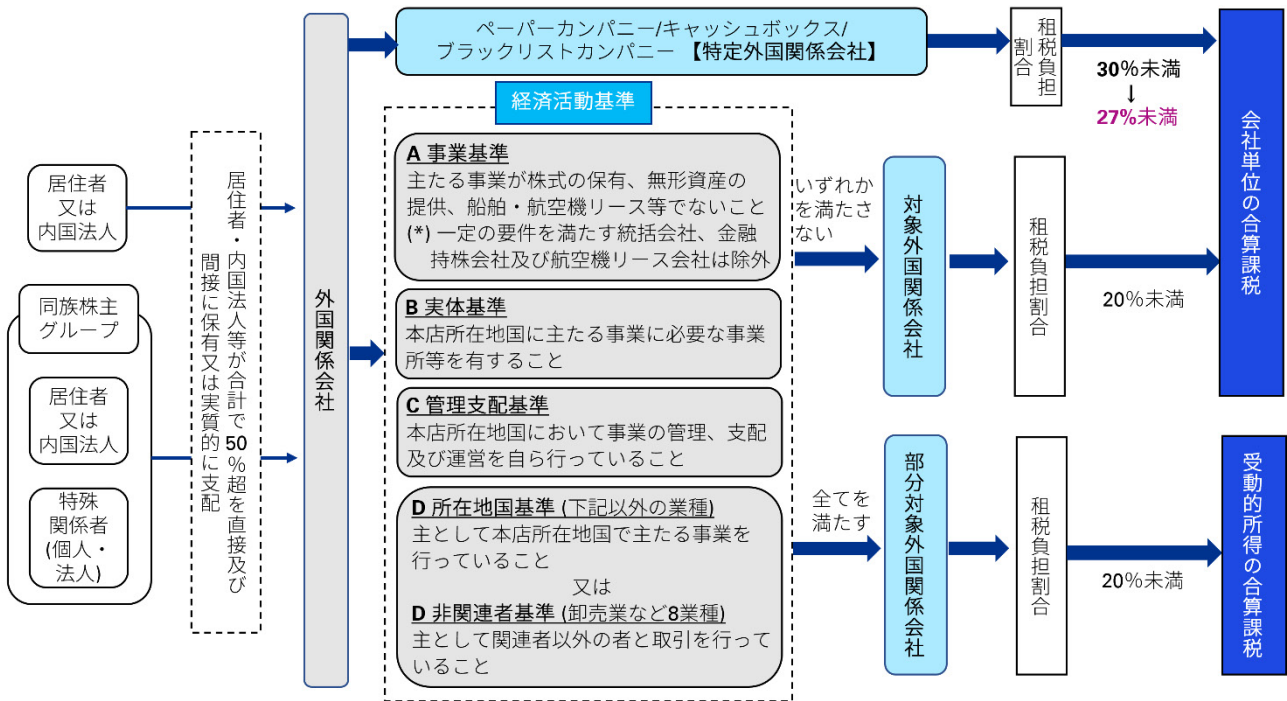 居住者
又は
内国法人
同族株主
グループ
居住者
又は
内国法人
特殊
関係者
(個人・
法人)
居住者・内国法人等が合計で50%超を直接及び
間接に保有又は実質的に支配
外国関係会社
ペーパーカンパニー/キャッシュボックス/
ブラックリストカンパニー 【特定外国関係会社】
租税負担
割合
30%未満
↓
27%未満
経済活動基準
A 事業基準
主たる事業が株式の保有、無形資産の
提供、船舶・航空機リース等でないこと
(*) 一定の要件を満たす統括会社、金融
持株会社及び航空機リース会社は除外
B 実体基準
本店所在地国に主たる事業に必要な事業
所等を有すること
C 管理支配基準
本店所在地国において事業の管理、支配
及び運営を自ら行っていること
D 所在地国基準 (下記以外の業種)
主として本店所在地国で主たる事業を
行っていること
又は
D 非関連者基準 (卸売業など8業種)
主として関連者以外の者と取引を行って
いること
いずれか
を満たさ
ない
対象外国関係会社
租税負担割合
20%未満
会社単位の合算課税
全てを
満たす
部分対象外国関係会社
租税負担割合
20%未満
受動的所得の合算課税